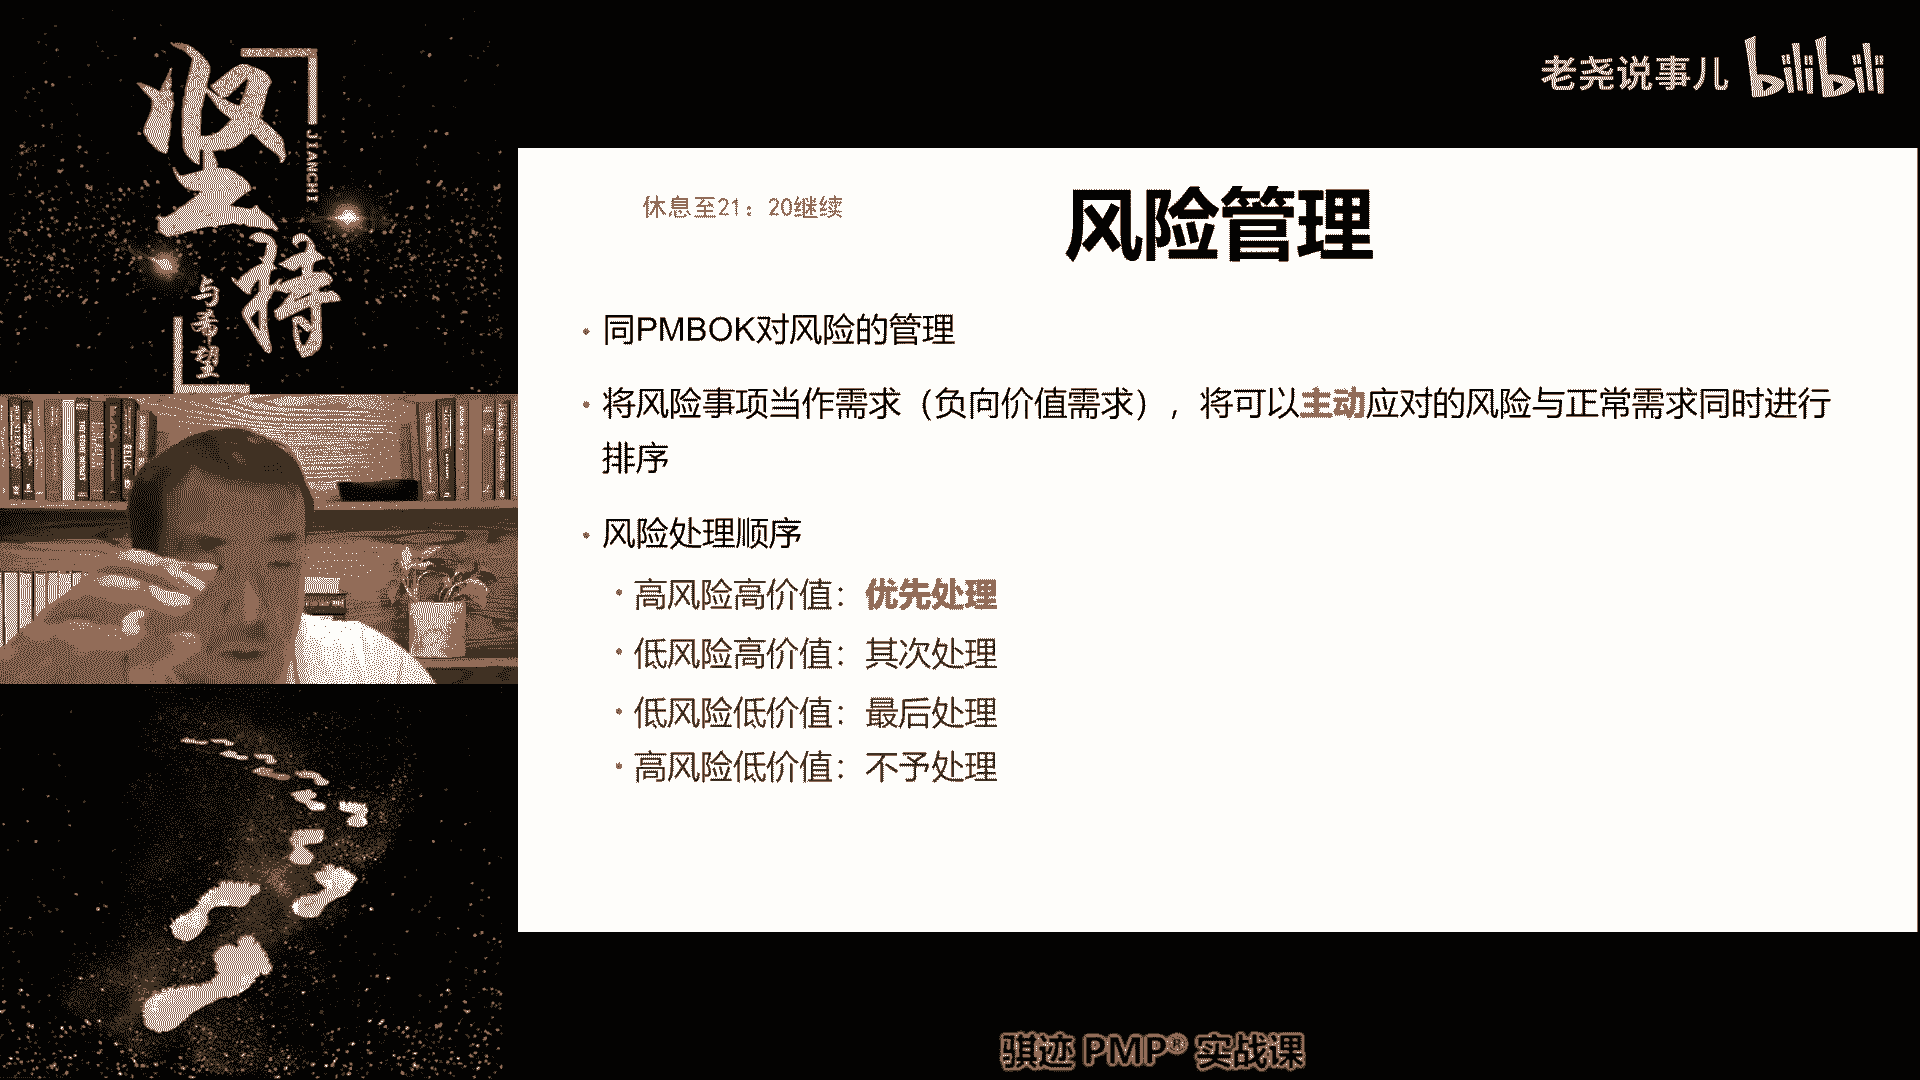 坚持
JIANCHI
与希望
老尧说事儿 bilibili
休息至21：20继续
风险管理
• 同PMBOK对风险的管理
• 将风险事项当作需求（负向价值需求），将可以主动应对的风险与正常需求同时进行
排序
• 风险处理顺序
• 高风险高价值：优先处理
• 低风险高价值：其次处理
• 低风险低价值：最后处理
• 高风险低价值：不予处理
骐迹 PMP® 实战课